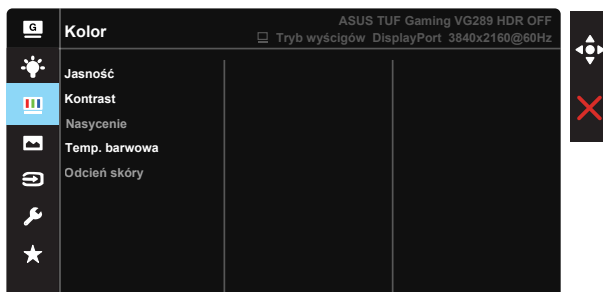 G
Kolor
ASUS TUF Gaming VG289 HDR OFF
Tryb wyścigów DisplayPort 3840x2160@60Hz
Jasność
Kontrast
Nasycenie
Temp. barwowa
Odcień skóry